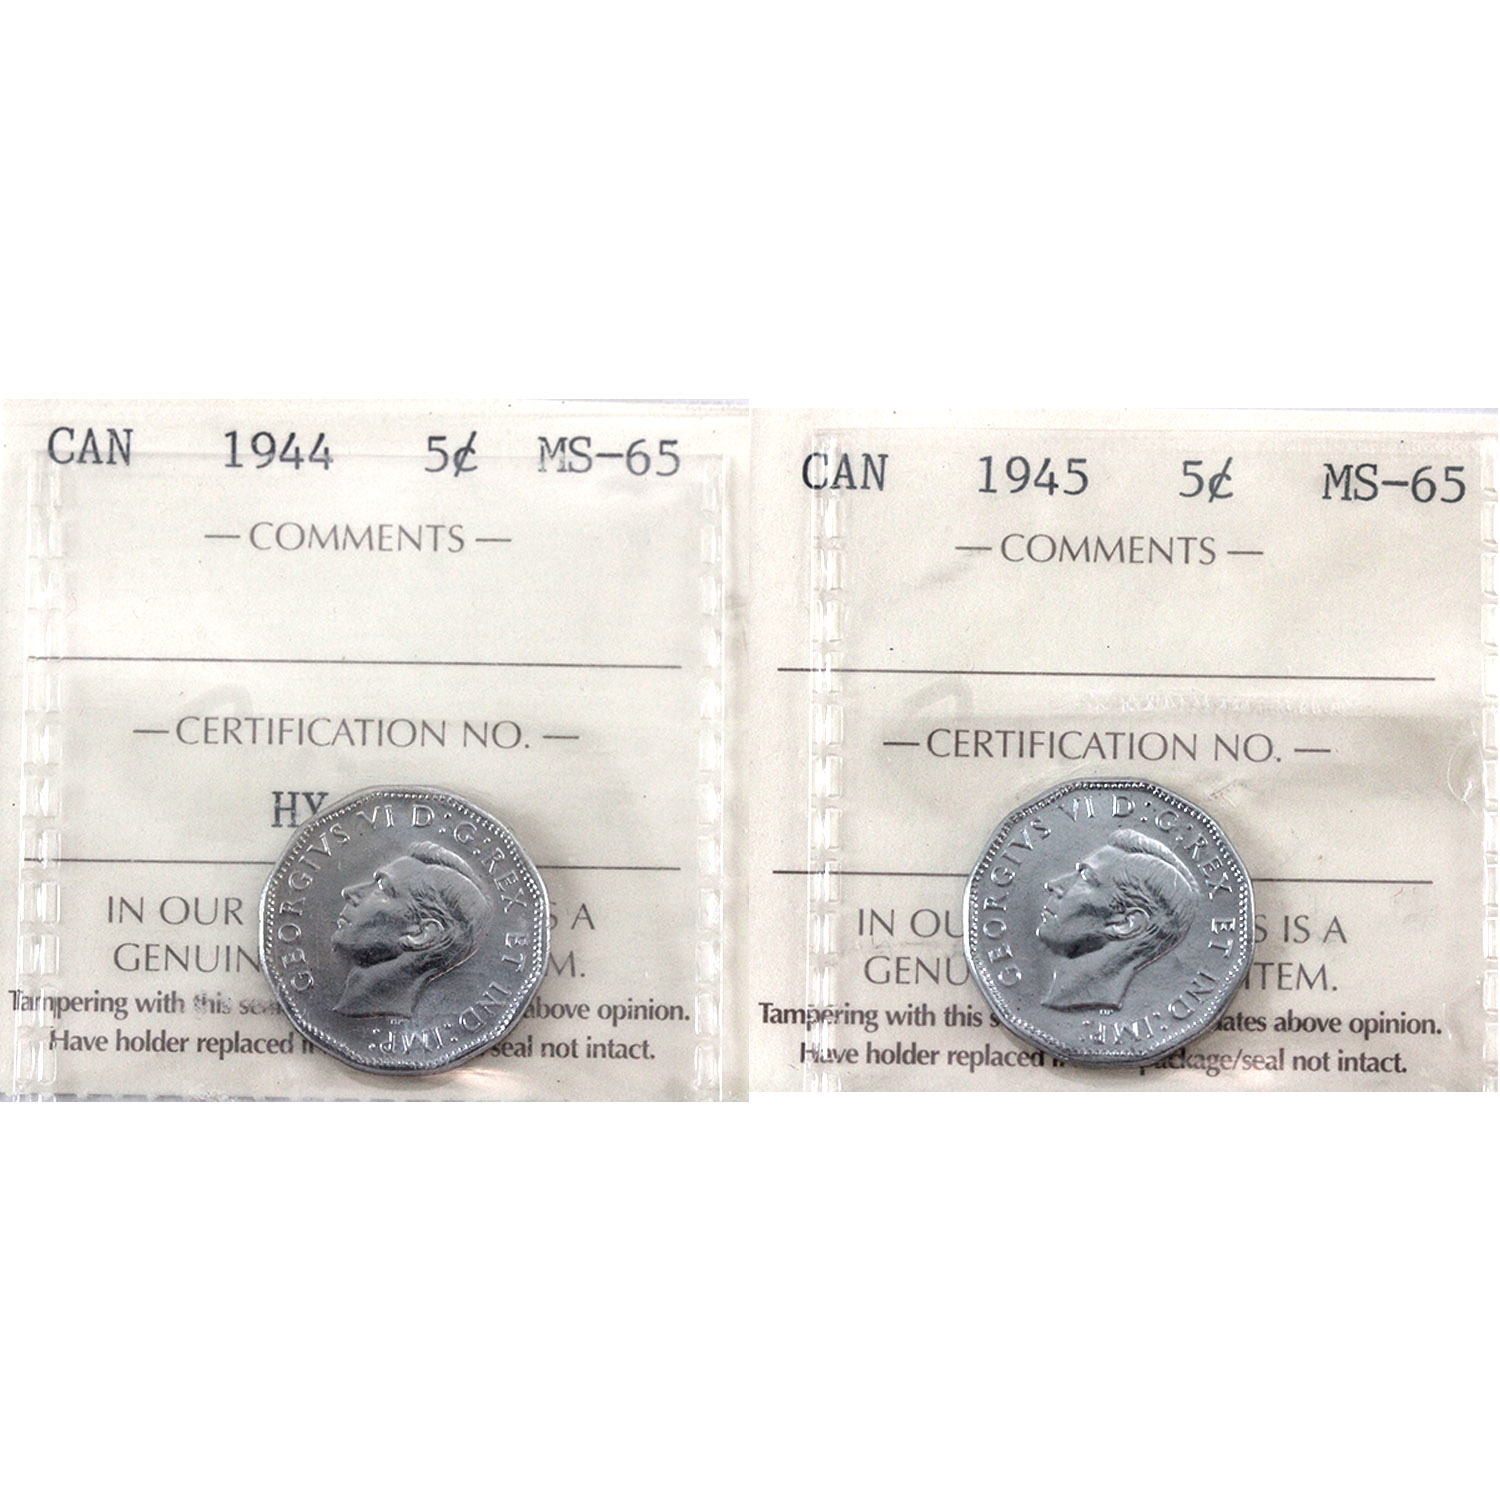 CAN 1944 5¢ MS-65
— COMMENTS —
— CERTIFICATION NO. —
HY
IN OUR S A
GENUIN M.
Tampering with this sea above opinion.
Have holder replaced i seal not intact.
GEORGIVS VI D:G:REX ET IND:IMP:
CAN 1945 5¢ MS-65
— COMMENTS —
— CERTIFICATION NO. —
IN OU S IS A
GENU ITEM.
Tampering with this s ates above opinion.
Have holder replaced i package/seal not intact.
GEORGIVS VI D:G:REX ET IND:IMP: